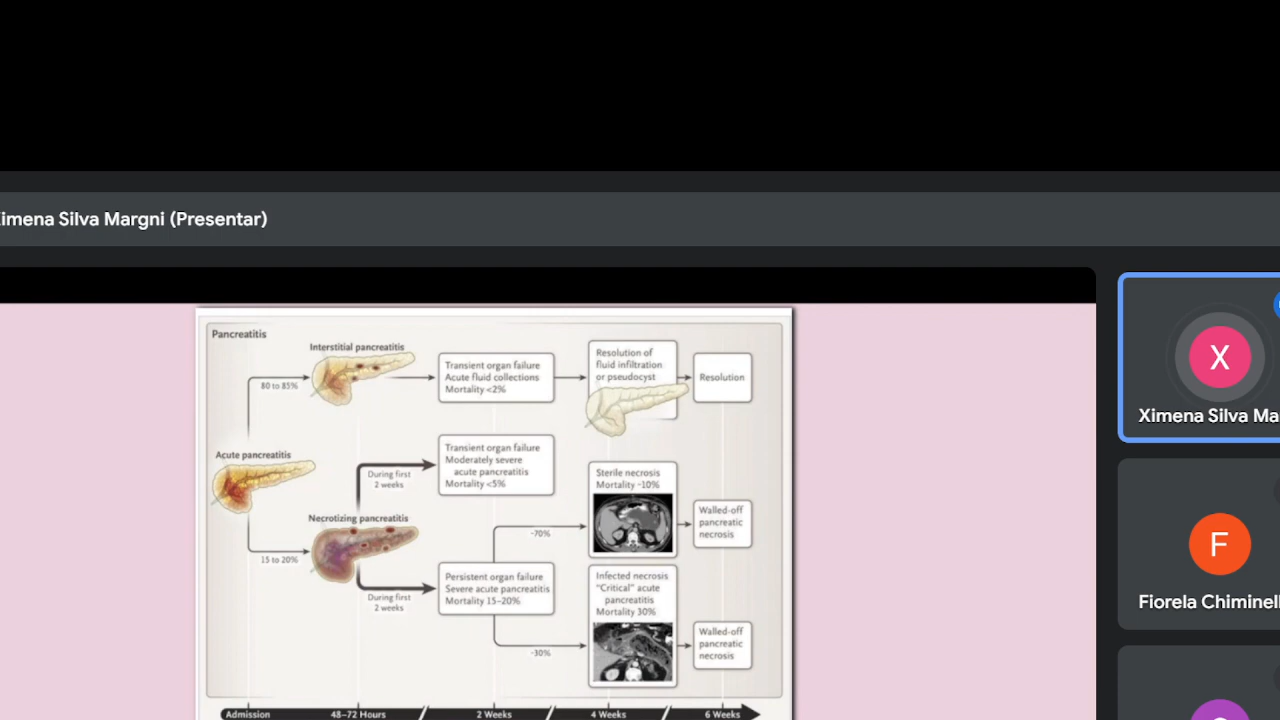 imena Silva Margni (Presentar)
Pancreatitis
Interstitial pancreatitis
80 to 85%
Transient organ failure
Acute fluid collections
Mortality <2%
Resolution of
fluid infiltration
or pseudocyst
Resolution
Acute pancreatitis
During first
2 weeks
Transient organ failure
Moderately severe
acute pancreatitis
Mortality <5%
Necrotizing pancreatitis
15 to 20%
During first
2 weeks
Persistent organ failure
Severe acute pancreatitis
Mortality 15–20%
~70%
Sterile necrosis
Mortality ~10%
Walled-off
pancreatic
necrosis
~30%
Infected necrosis
“Critical” acute
pancreatitis
Mortality 30%
Walled-off
pancreatic
necrosis
Admission
48–72 Hours
2 Weeks
4 Weeks
6 Weeks
X
Ximena Silva Ma
F
Fiorela Chiminel